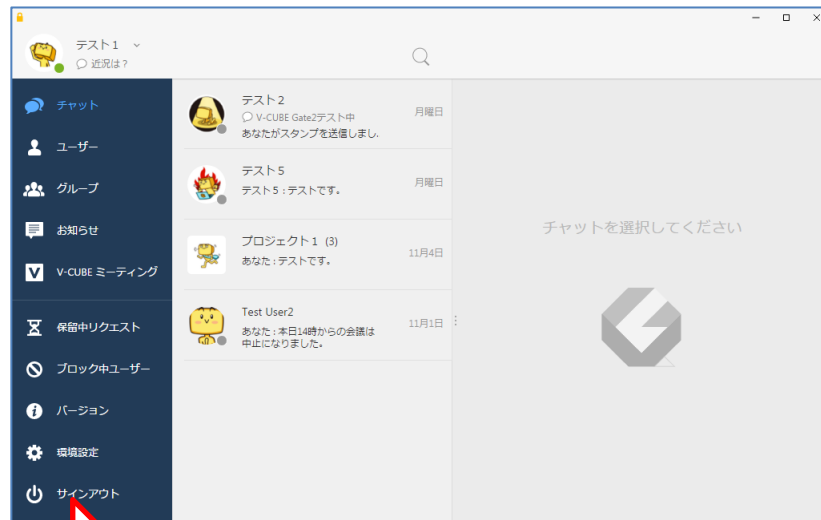 テスト1
近況は?
チャット
ユーザー
グループ
お知らせ
V-CUBE ミーティング
保留中リクエスト
ブロック中ユーザー
バージョン
環境設定
サインアウト
テスト2
月曜日
V-CUBE Gate2テスト中
あなたがスタンプを送信しまし.
テスト5
月曜日
テスト5 : テストです。
プロジェクト1 (3)
11月4日
あなた : テストです。
Test User2
11月1日
あなた : 本日14時からの会議は
中止になりました。
チャットを選択してください